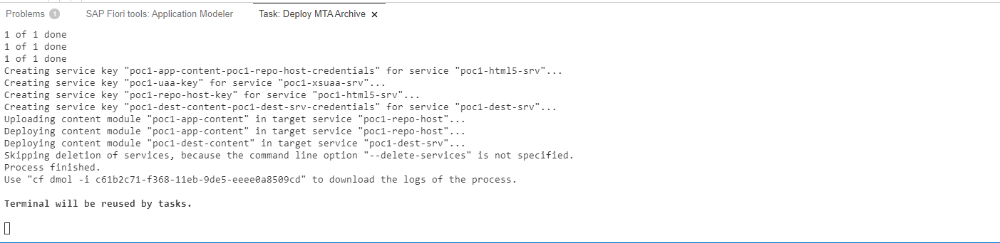 Problems 1 SAP Fiori tools: Application Modeler Task: Deploy MTA Archive ×
1 of 1 done
1 of 1 done
1 of 1 done
Creating service key "poc1-app-content-poc1-repo-host-credentials" for service "poc1-html5-srv"...
Creating service key "poc1-uaa-key" for service "poc1-xsuaa-srv"...
Creating service key "poc1-repo-host-key" for service "poc1-html5-srv"...
Creating service key "poc1-dest-content-poc1-dest-srv-credentials" for service "poc1-dest-srv"...
Uploading content module "poc1-app-content" in target service "poc1-repo-host"...
Deploying content module "poc1-app-content" in target service "poc1-repo-host"...
Deploying content module "poc1-dest-content" in target service "poc1-dest-srv"...
Skipping deletion of services, because the command line option "--delete-services" is not specified.
Process finished.
Use "cf dmol -i c61b2c71-f368-11eb-9de5-eeee0a8509cd" to download the logs of the process.
Terminal will be reused by tasks.